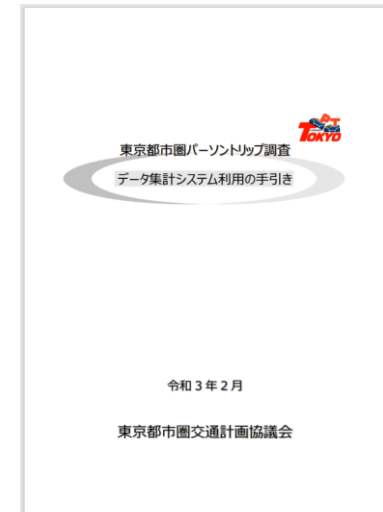 PT
TOKYO
東京都市圏パーソントリップ調査
データ集計システム利用の手引き
令和3年2月
東京都市圏交通計画協議会